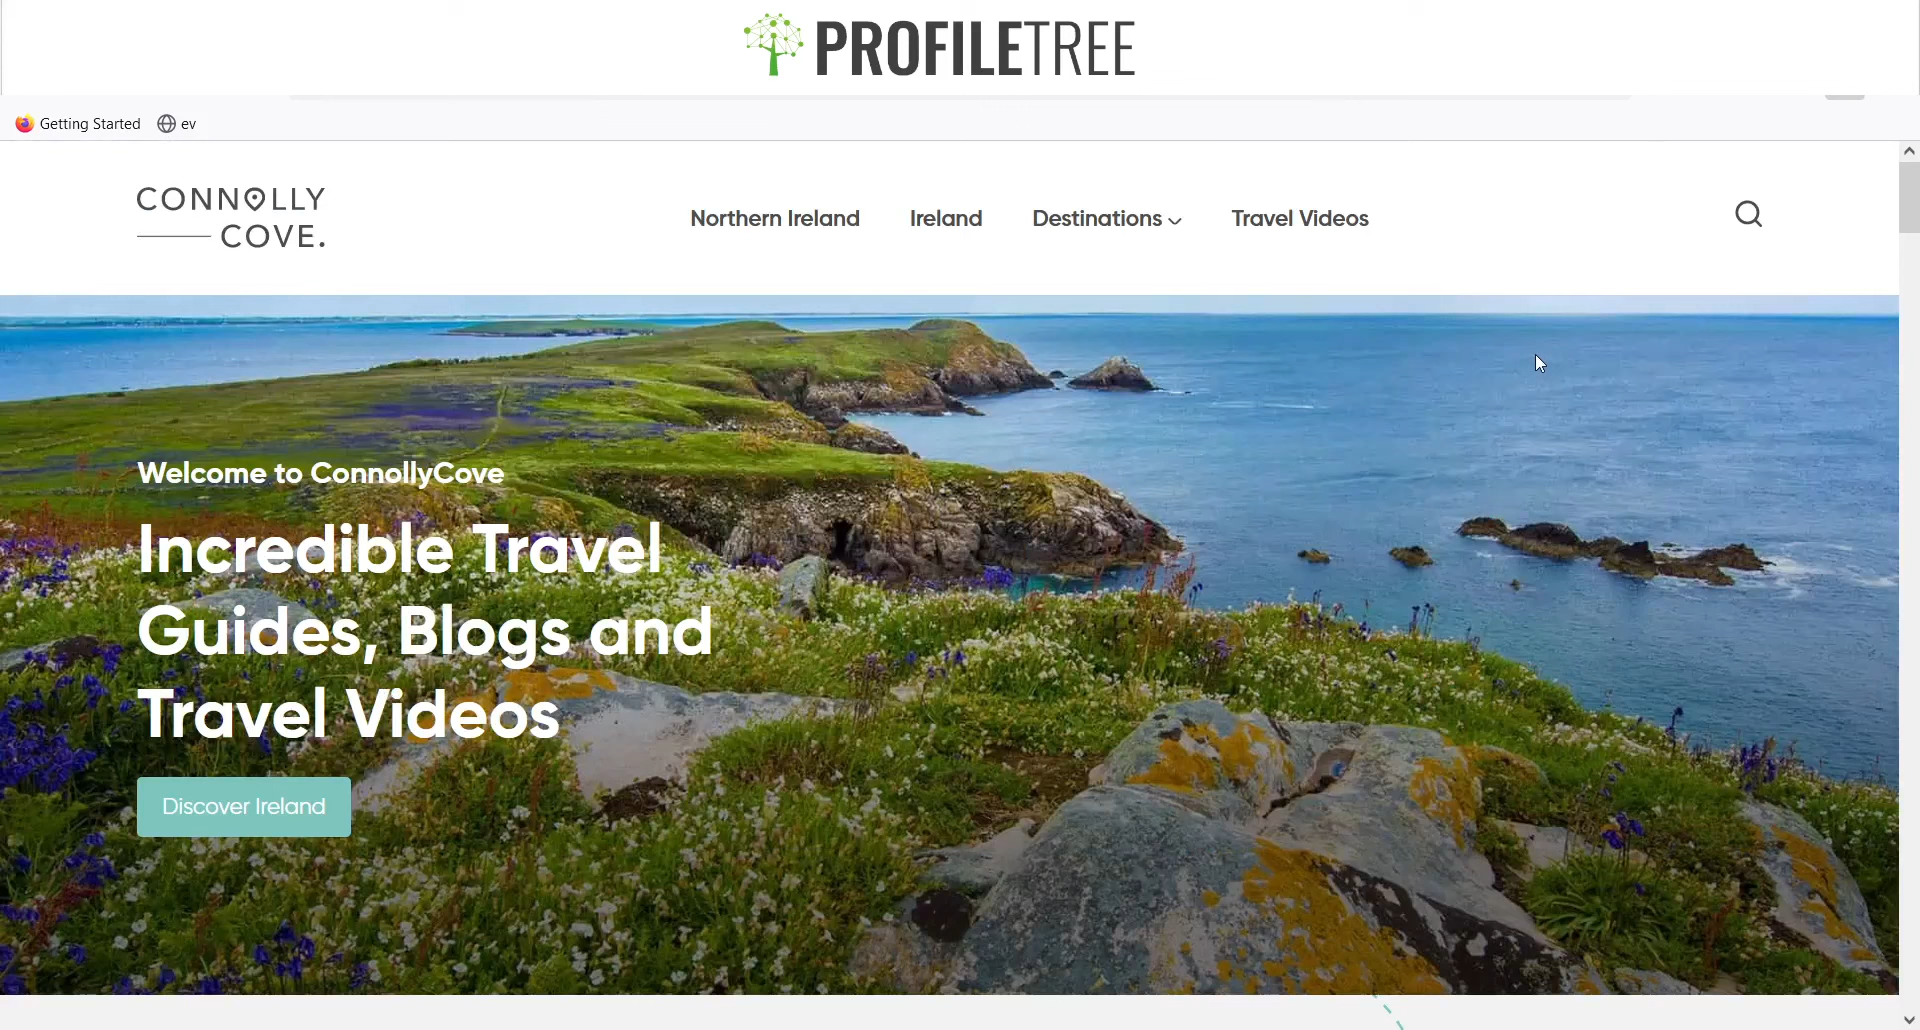 PROFILETREE
Getting Started ev
CONNOLLY
COVE.
Northern Ireland Ireland Destinations Travel Videos
Welcome to ConnollyCove
Incredible Travel
Guides, Blogs and
Travel Videos
Discover Ireland